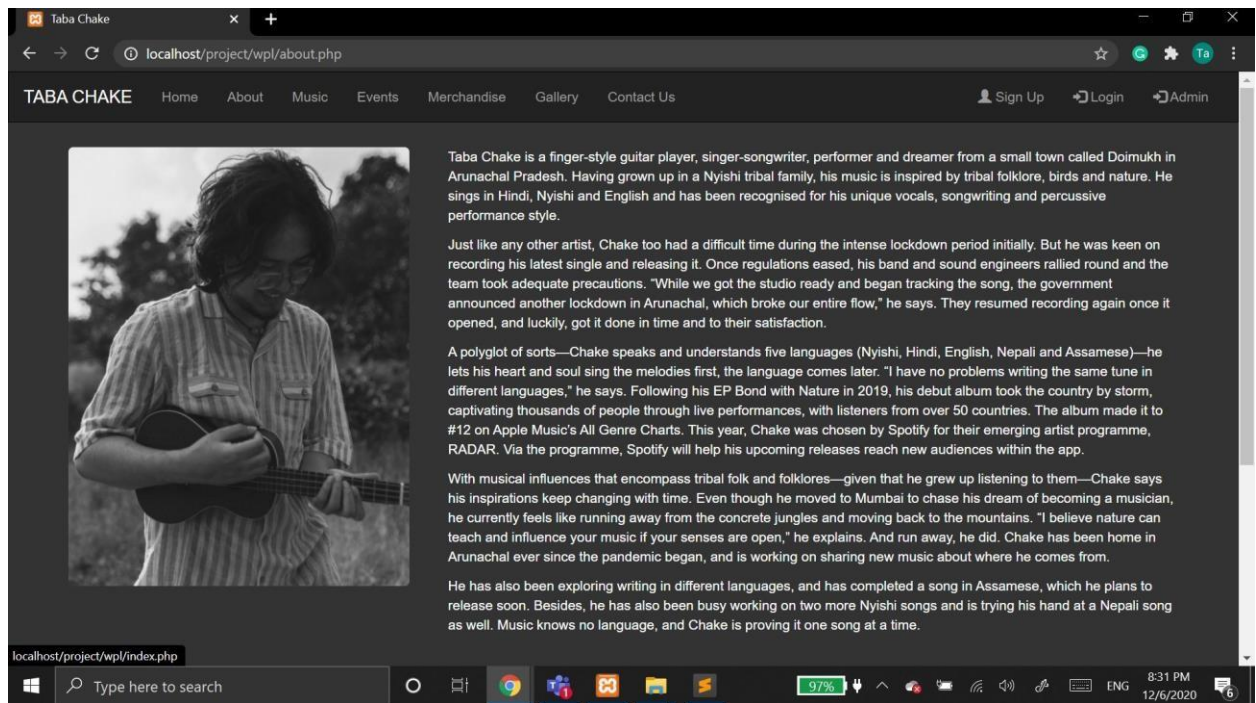 Taba Chake
localhost/project/wpl/about.php
Ta
TABA CHAKE Home About Music Events Merchandise Gallery Contact Us Sign Up Login Admin
Taba Chake is a finger-style guitar player, singer-songwriter, performer and dreamer from a small town called Doimukh in
Arunachal Pradesh. Having grown up in a Nyishi tribal family, his music is inspired by tribal folklore, birds and nature. He
sings in Hindi, Nyishi and English and has been recognised for his unique vocals, songwriting and percussive
performance style.
Just like any other artist, Chake too had a difficult time during the intense lockdown period initially. But he was keen on
recording his latest single and releasing it. Once regulations eased, his band and sound engineers rallied round and the
team took adequate precautions. “While we got the studio ready and began tracking the song, the government
announced another lockdown in Arunachal, which broke our entire flow,” he says. They resumed recording again once it
opened, and luckily, got it done in time and to their satisfaction.
A polyglot of sorts—Chake speaks and understands five languages (Nyishi, Hindi, English, Nepali and Assamese)—he
lets his heart and soul sing the melodies first, the language comes later. “I have no problems writing the same tune in
different languages,” he says. Following his EP Bond with Nature in 2019, his debut album took the country by storm,
captivating thousands of people through live performances, with listeners from over 50 countries. The album made it to
#12 on Apple Music’s All Genre Charts. This year, Chake was chosen by Spotify for their emerging artist programme,
RADAR. Via the programme, Spotify will help his upcoming releases reach new audiences within the app.
With musical influences that encompass tribal folk and folklores—given that he grew up listening to them—Chake says
his inspirations keep changing with time. Even though he moved to Mumbai to chase his dream of becoming a musician,
he currently feels like running away from the concrete jungles and moving back to the mountains. “I believe nature can
teach and influence your music if your senses are open,” he explains. And run away, he did. Chake has been home in
Arunachal ever since the pandemic began, and is working on sharing new music about where he comes from.
He has also been exploring writing in different languages, and has completed a song in Assamese, which he plans to
release soon. Besides, he has also been busy working on two more Nyishi songs and is trying his hand at a Nepali song
as well. Music knows no language, and Chake is proving it one song at a time.
localhost/project/wpl/index.php
Type here to search 97% ENG 8:31 PM
12/6/2020 6